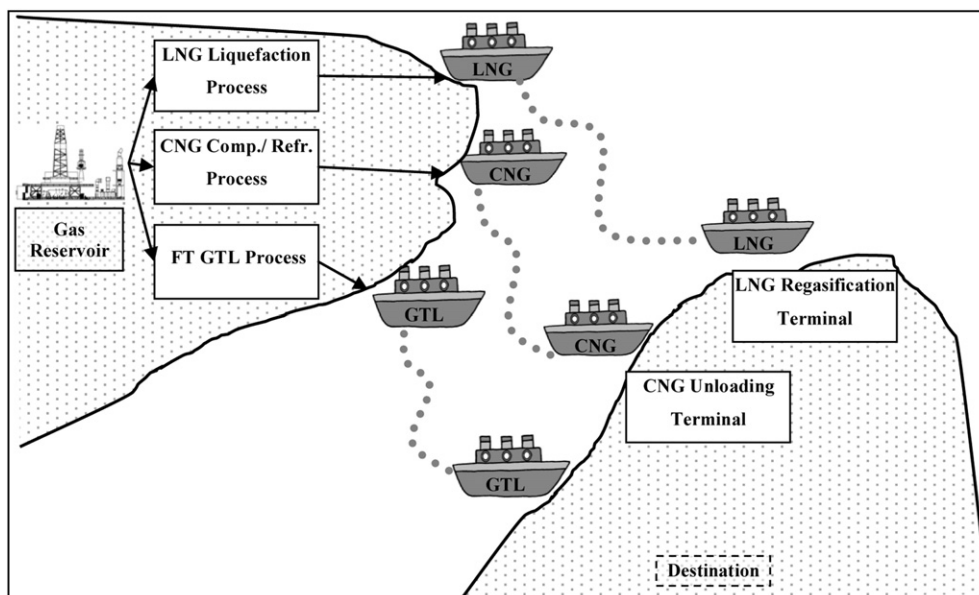 LNG Liquefaction
Process
LNG
CNG Comp./ Refr.
Process
CNG
Gas
Reservoir
FT GTL Process
GTL
LNG
LNG Regasification
Terminal
CNG
CNG Unloading
Terminal
GTL
Destination